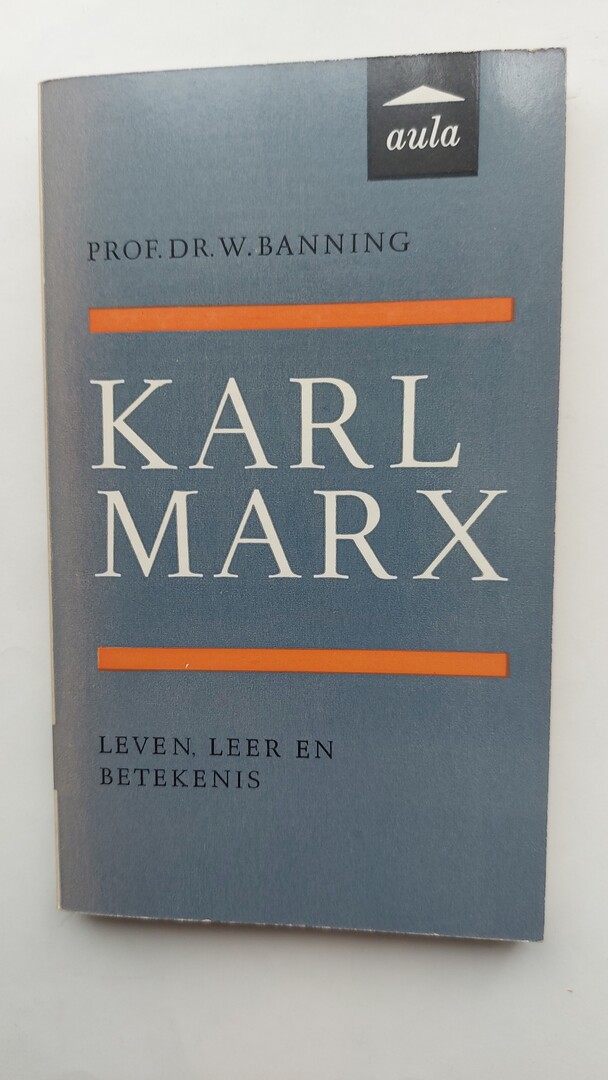 aula
PROF. DR. W. BANNING
KARL
MARX
LEVEN, LEER EN
BETEKENIS